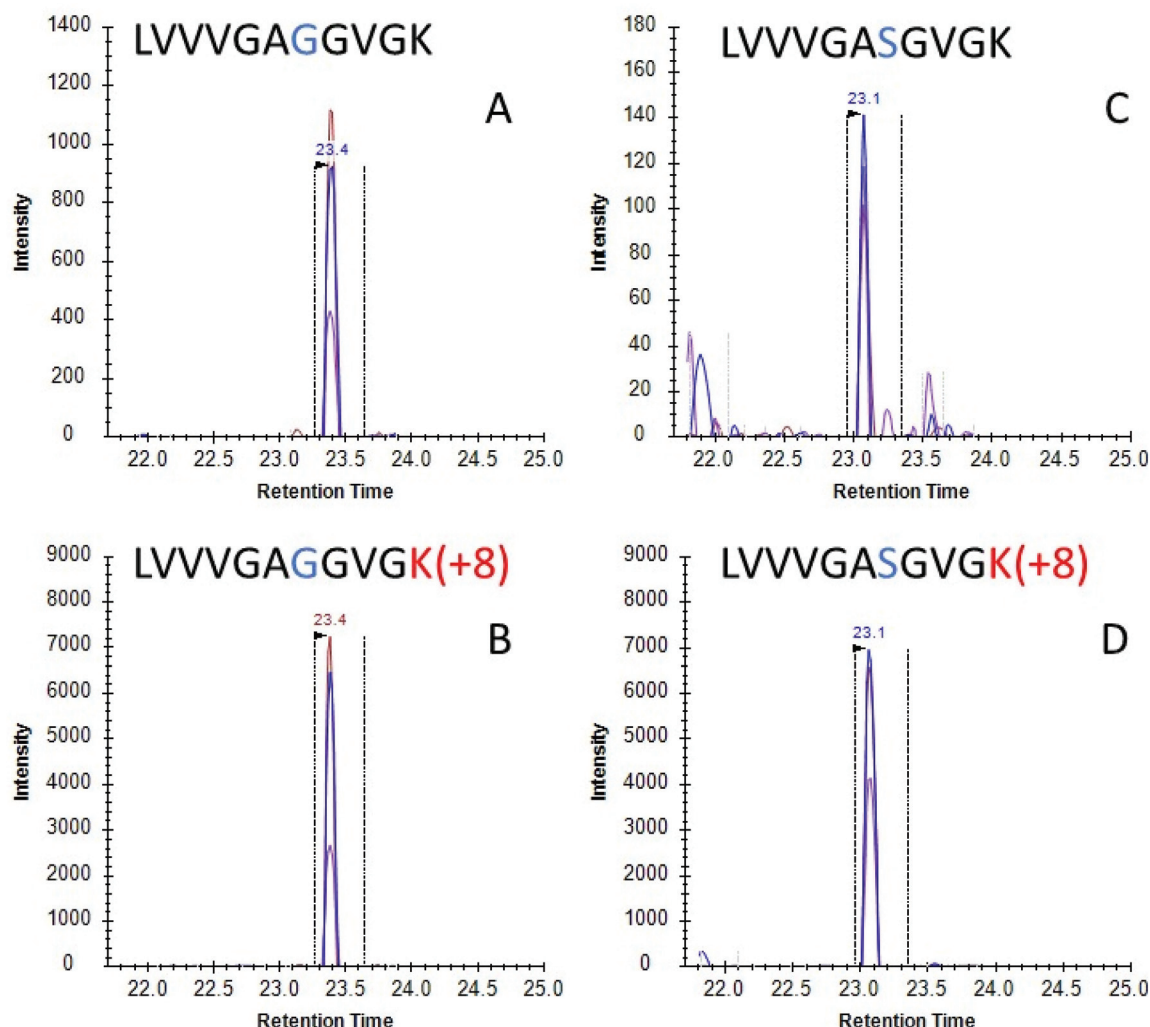 LVVVGAGGVGK
A
1400
1200
1000
800
600
400
200
0
Intensity
23.4
22.0 22.5 23.0 23.5 24.0 24.5 25.0
Retention Time
LVVVGASGVGK
C
180
160
140
120
100
80
60
40
20
0
Intensity
23.1
22.0 22.5 23.0 23.5 24.0 24.5 25.0
Retention Time
LVVVGAGGVGK(+8)
B
9000
8000
7000
6000
5000
4000
3000
2000
1000
0
Intensity
23.4
22.0 22.5 23.0 23.5 24.0 24.5 25.0
Retention Time
LVVVGASGVGK(+8)
D
9000
8000
7000
6000
5000
4000
3000
2000
1000
0
Intensity
23.1
22.0 22.5 23.0 23.5 24.0 24.5 25.0
Retention Time